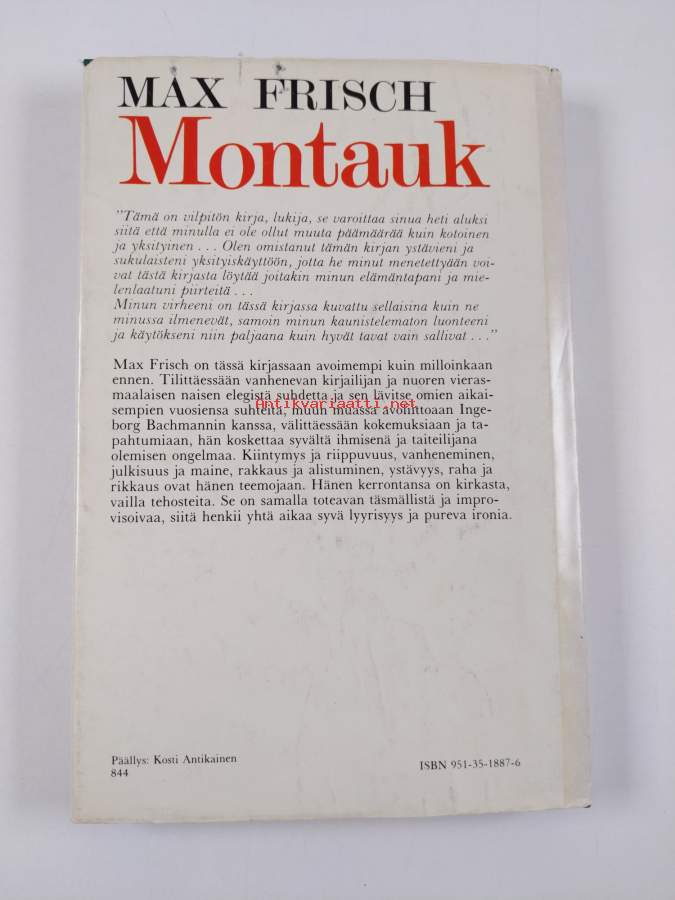 MAX FRISCH
Montauk
"Tämä on vilpitön kirja, lukija, se varoittaa sinua heti aluksi
siitä että minulla ei ole ollut muuta päämäärää kuin kotoinen
ja yksityinen . . . Olen omistanut tämän kirjan ystävieni ja
sukulaisteni yksityiskäyttöön, jotta he minut menetettyään voi-
vat tästä kirjasta löytää joitakin minun elämäntapani ja mie-
lenlaatuni piirteitä . . .
Minun virheeni on tässä kirjassa kuvattu sellaisina kuin ne
minussa ilmenevät, samoin minun kaunistelematon luonteeni
ja käytökseni niin paljaana kuin hyvät tavat vain sallivat . . ."
Max Frisch on tässä kirjassaan avoimempi kuin milloinkaan
ennen. Tilittäessään vanhenevan kirjailijan ja nuoren vieras-
maalaisen naisen elegistä suhdetta ja sen lävitse omien aikai-
sempien vuosiensa suhteita, muun muassa avoliittoaan Inge-
borg Bachmannin kanssa, välittäessään kokemuksiaan ja ta-
pahtumiaan, hän koskettaa syvältä ihmisenä ja taiteilijana
olemisen ongelmaa. Kiintymys ja riippuvuus, vanheneminen,
julkisuus ja maine, rakkaus ja alistuminen, ystävyys, raha ja
rikkaus ovat hänen teemojaan. Hänen kerrontansa on kirkasta,
vailla tehosteita. Se on samalla toteavan täsmällistä ja impro-
visoivaa, siitä henkii yhtä aikaa syvä lyyrisyys ja pureva ironia.
Antikvariaatti.net
Päällys: Kosti Antikainen
844
ISBN 951-35-1887-6